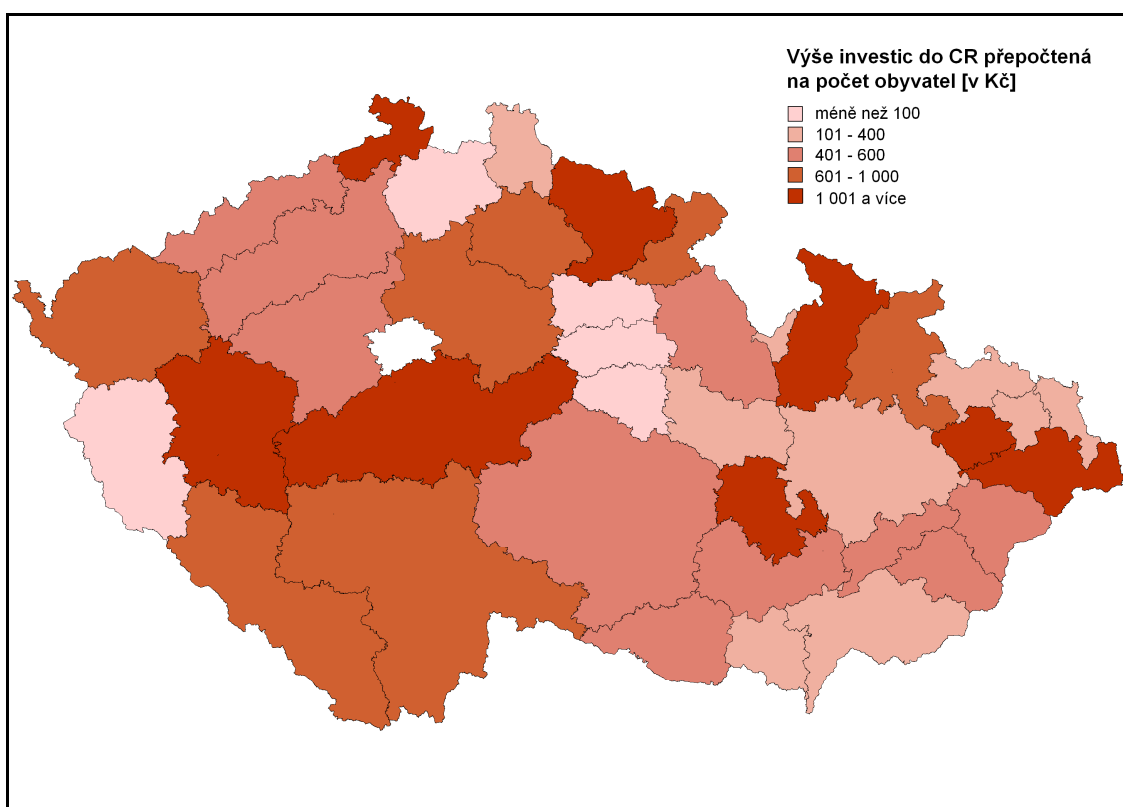 Výše investic do CR přepočtená
na počet obyvatel [v Kč]
méně než 100
101 - 400
401 - 600
601 - 1 000
1 001 a více